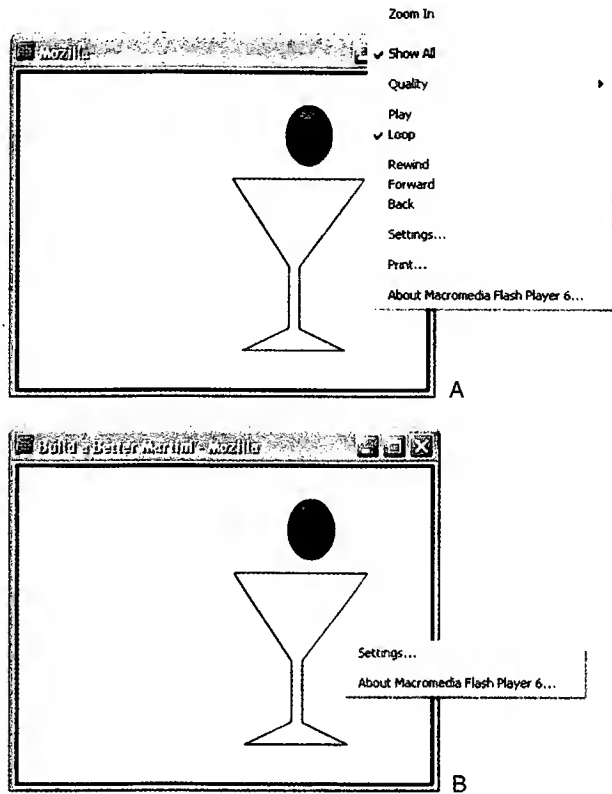 Zoom In
Mozilla
✓ Show All
Quality
Play
✓ Loop
Rewind
Forward
Back
Settings...
Print...
About Macromedia Flash Player 6...
A
Build a Better Martini - Mozilla
Settings...
About Macromedia Flash Player 6...
B